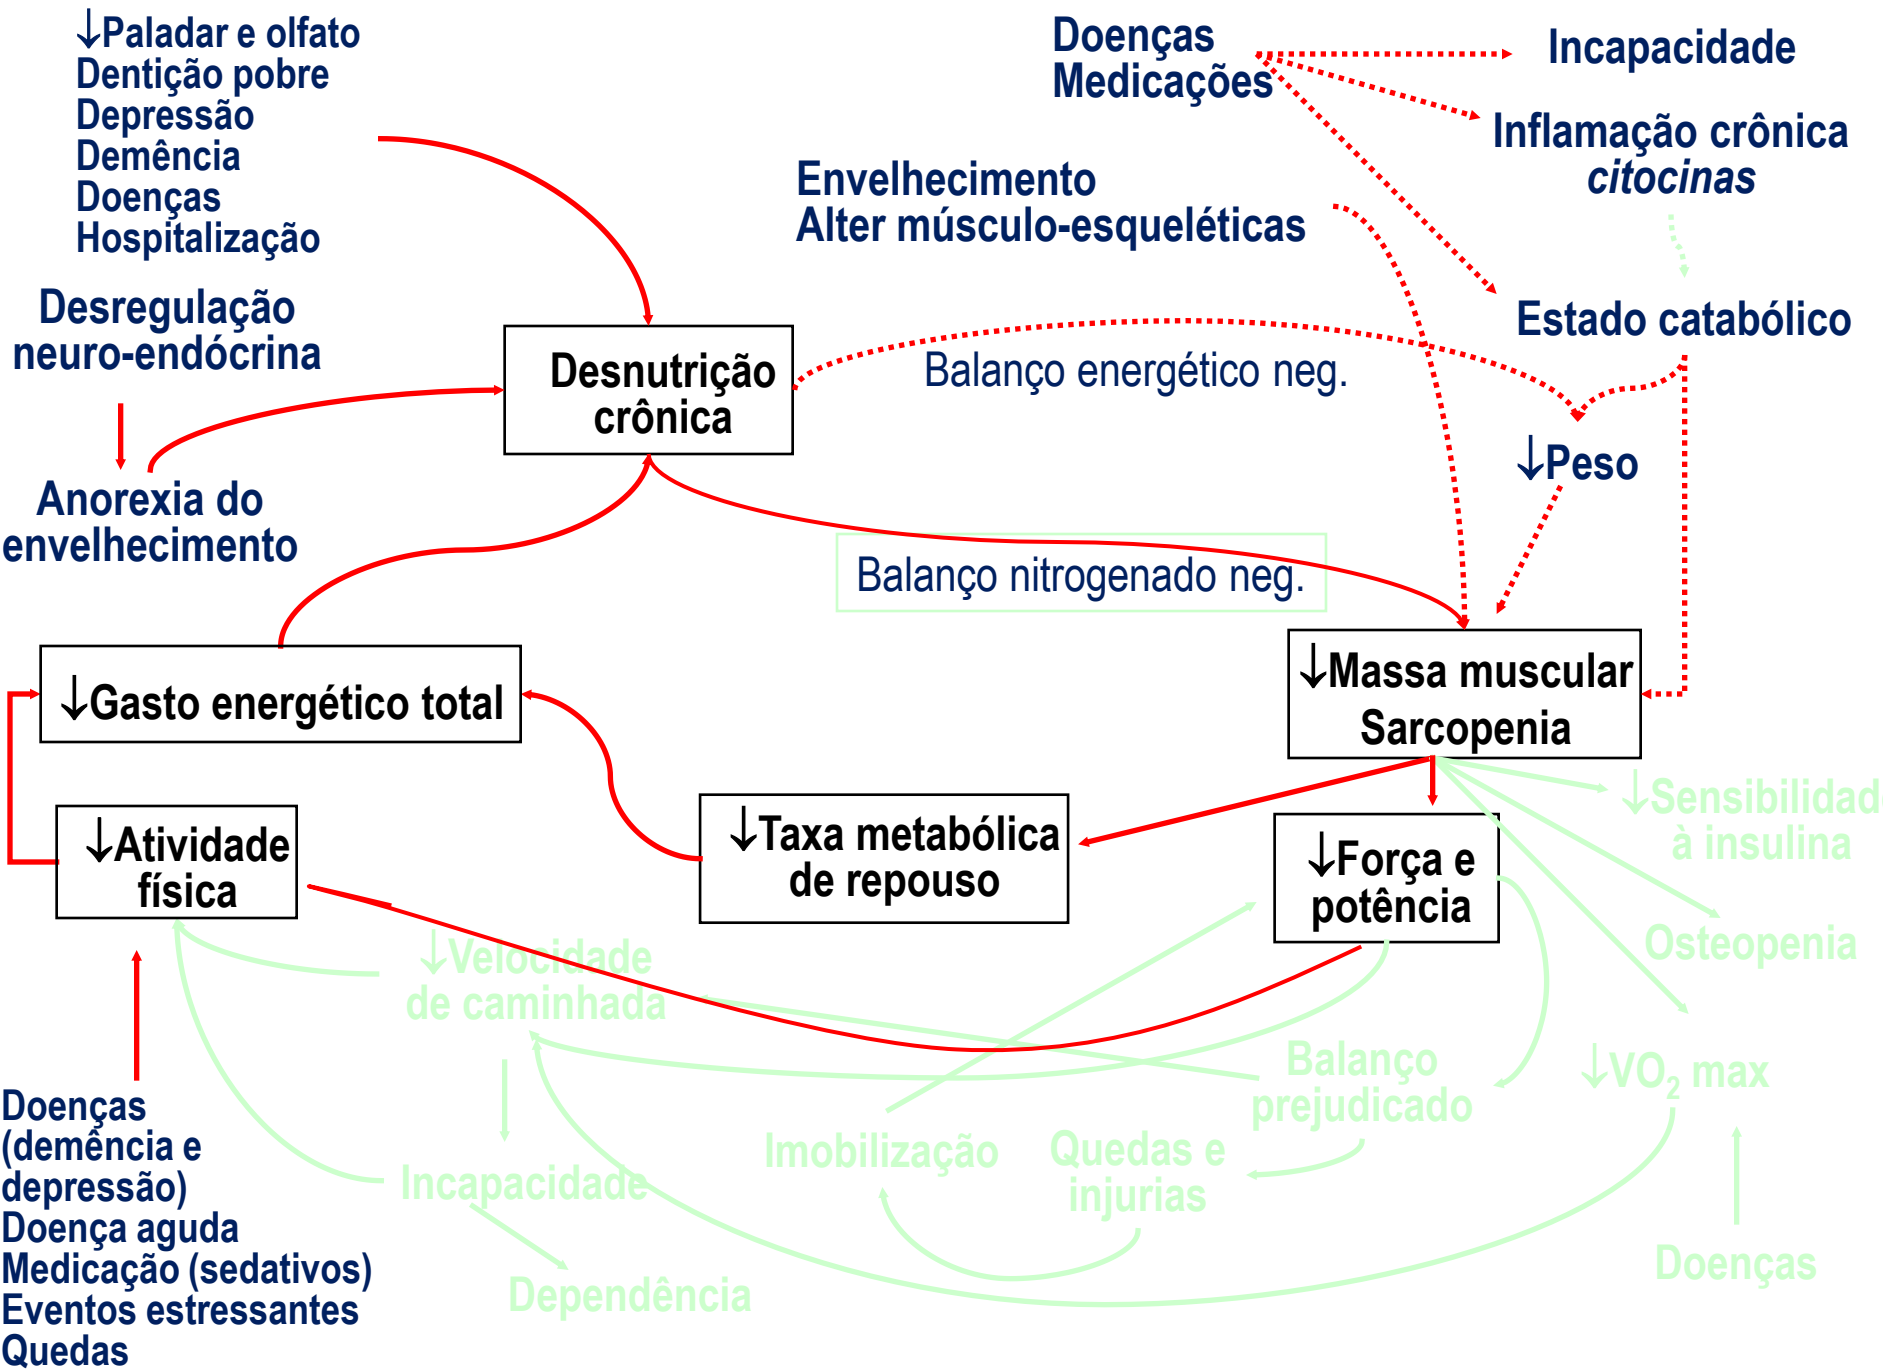 ↓Paladar e olfato
Dentição pobre
Depressão
Demência
Doenças
Hospitalização
Doenças
Medicações
Incapacidade
Inflamação crônica
citocinas
Envelhecimento
Alter músculo-esqueléticas
Desregulação
neuro-endócrina
Estado catabólico
Desnutrição
crônica
Balanço energético neg.
↓Peso
Anorexia do
envelhecimento
Balanço nitrogenado neg.
↓Gasto energético total
↓Massa muscular
Sarcopenia
↓Sensibilidad
à insulina
↓Atividade
física
↓Taxa metabólica
de repouso
↓Força e
potência
Osteopenia
↓Velocidade
de caminhada
Balanço
prejudicado
↓VO₂ max
Doenças
(demência e
depressão)
Doença aguda
Medicação (sedativos)
Eventos estressantes
Quedas
Incapacidade
Imobilização
Quedas e
injurias
Dependência
Doenças